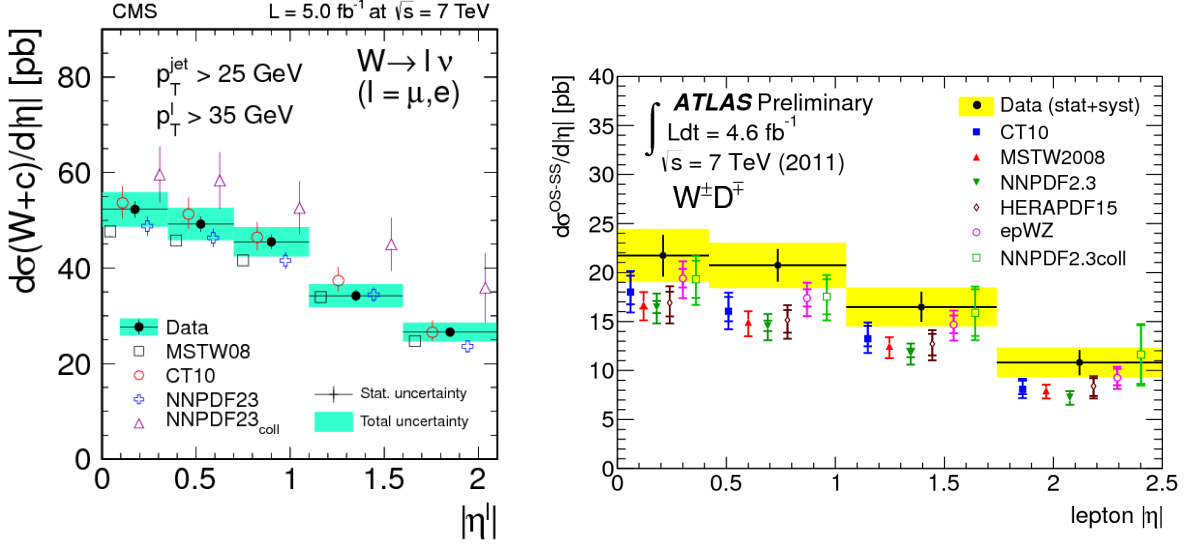 CMS L = 5.0 fb⁻¹ at √s = 7 TeV
dσ(W+c)/d|η| [pb]
80
60
40
20
0
p_T^jet > 25 GeV
p_T^l > 35 GeV
W → l ν
(l = μ,e)
Data
MSTW08
CT10
NNPDF23
NNPDF23_coll
Stat. uncertainty
Total uncertainty
0 0.5 1 1.5 2
|η^l|
dσ^OS-SS/d|η| [pb]
40
35
30
25
20
15
10
5
0
ATLAS Preliminary
∫ Ldt = 4.6 fb⁻¹
√s = 7 TeV (2011)
W^±D^∓
Data (stat+syst)
CT10
MSTW2008
NNPDF2.3
HERAPDF15
epWZ
NNPDF2.3coll
0 0.5 1 1.5 2 2.5
lepton |η|